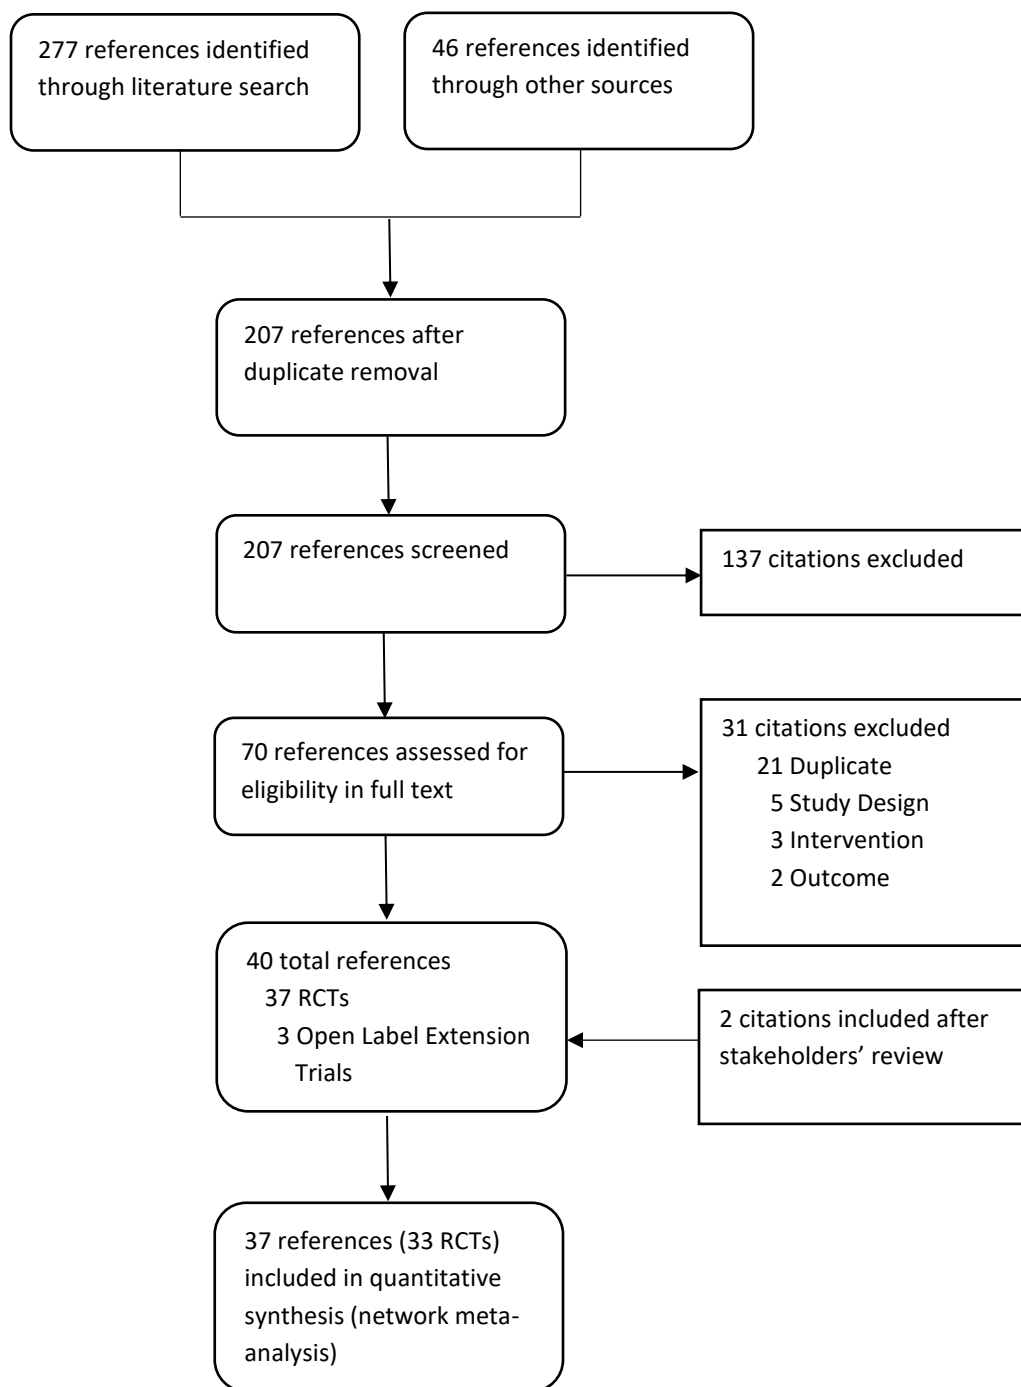 277 references identified
through literature search
46 references identified
through other sources
207 references after
duplicate removal
207 references screened
137 citations excluded
70 references assessed for
eligibility in full text
31 citations excluded
21 Duplicate
5 Study Design
3 Intervention
2 Outcome
40 total references
37 RCTs
3 Open Label Extension
Trials
2 citations included after
stakeholders’ review
37 references (33 RCTs)
included in quantitative
synthesis (network meta-
analysis)